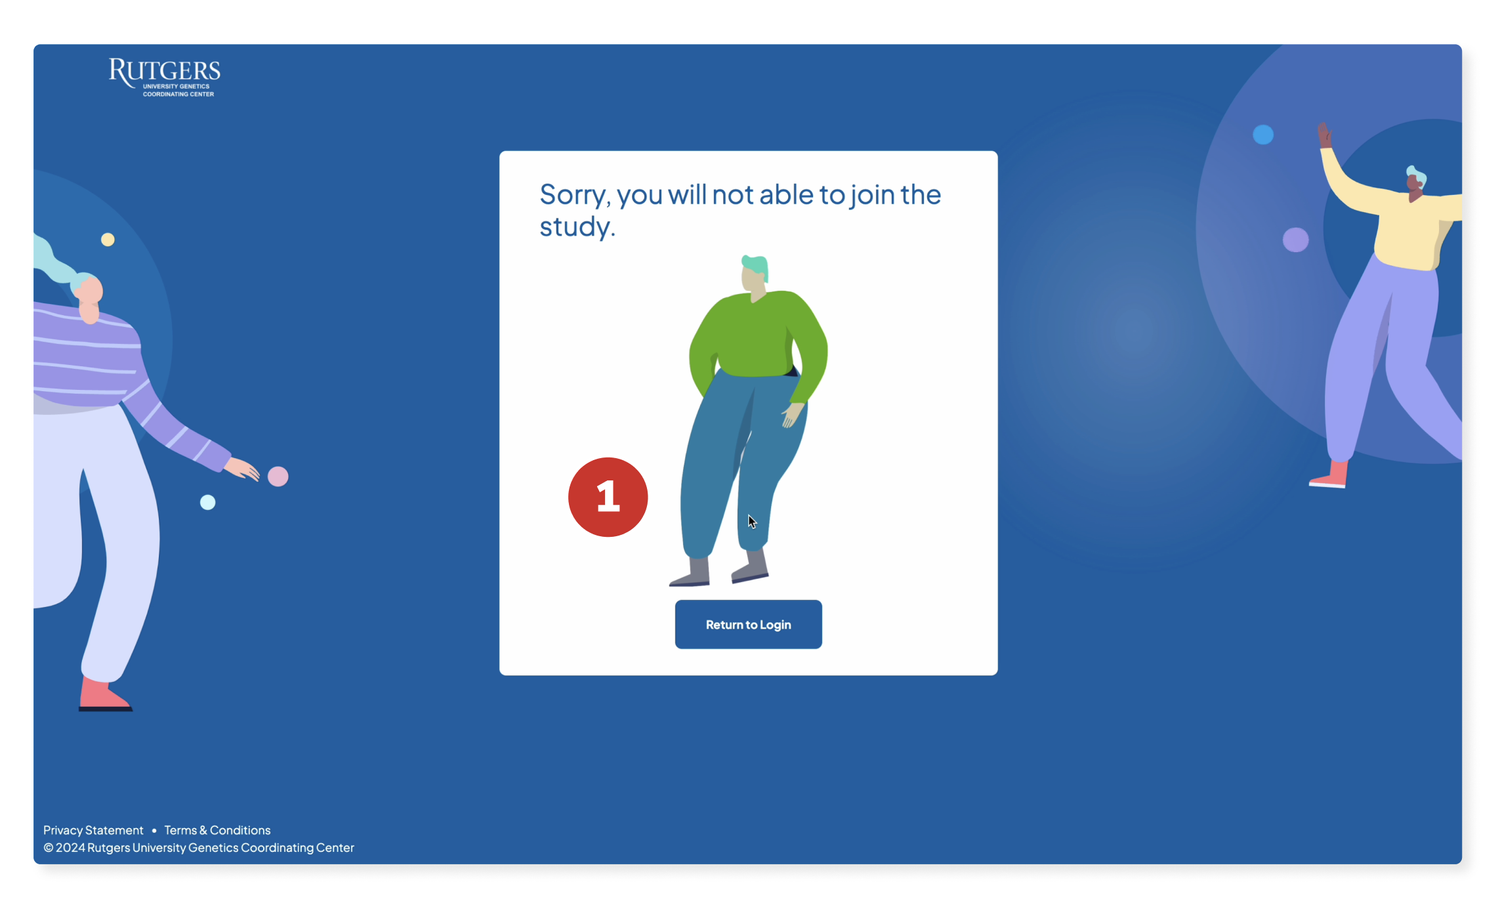 RUTGERS
UNIVERSITY GENETICS
COORDINATING CENTER
Sorry, you will not able to join the
study.
1
Return to Login
Privacy Statement • Terms & Conditions
© 2024 Rutgers University Genetics Coordinating Center